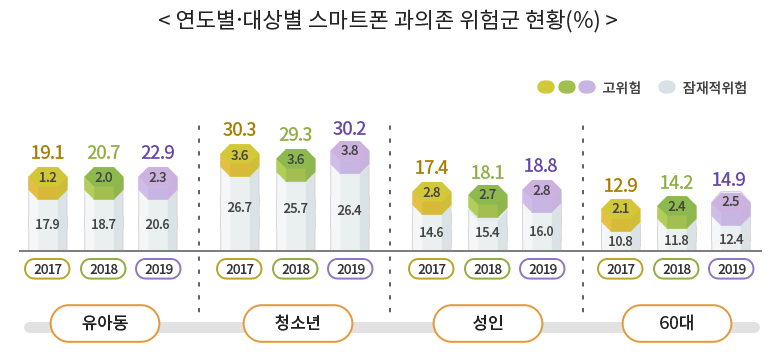 < 연도별·대상별 스마트폰 과의존 위험군 현황(%) >
고위험 잠재적위험
19.1 20.7 22.9 30.3 29.3 30.2 17.4 18.1 18.8 12.9 14.2 14.9
1.2 2.0 2.3 3.6 3.6 3.8 2.8 2.7 2.8 2.1 2.4 2.5
17.9 18.7 20.6 26.7 25.7 26.4 14.6 15.4 16.0 10.8 11.8 12.4
2017 2018 2019 2017 2018 2019 2017 2018 2019 2017 2018 2019
유아동 청소년 성인 60대